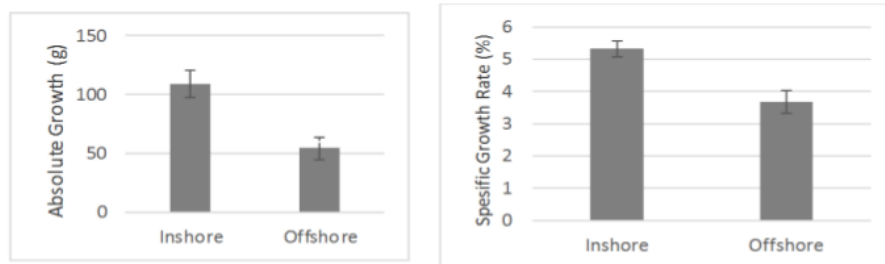 Absolute Growth (g)
150
100
50
0
Inshore Offshore
Spesific Growth Rate (%)
6
5
4
3
2
1
0
Inshore Offshore